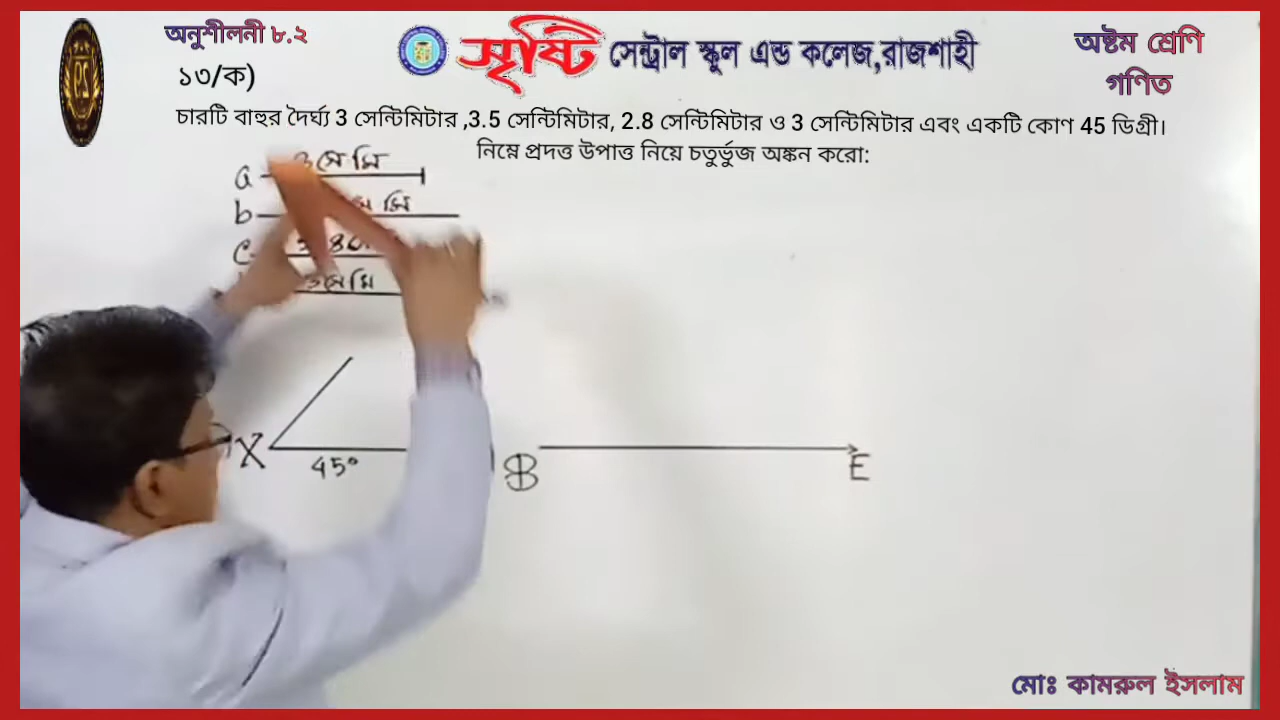 অনুশীলনী ৮.২
সৃষ্টি সেন্ট্রাল স্কুল এন্ড কলেজ,রাজশাহী
অষ্টম শ্রেণি
গণিত
১৩/ক)
চারটি বাহুর দৈর্ঘ্য 3 সেন্টিমিটার ,3.5 সেন্টিমিটার, 2.8 সেন্টিমিটার ও 3 সেন্টিমিটার এবং একটি কোণ 45 ডিগ্রী।
নিম্নে প্রদত্ত উপাত্ত নিয়ে চতুর্ভুজ অঙ্কন করো:
a সে মি
b সে মি
c
সে মি
X 45° B E
মোঃ কামরুল ইসলাম